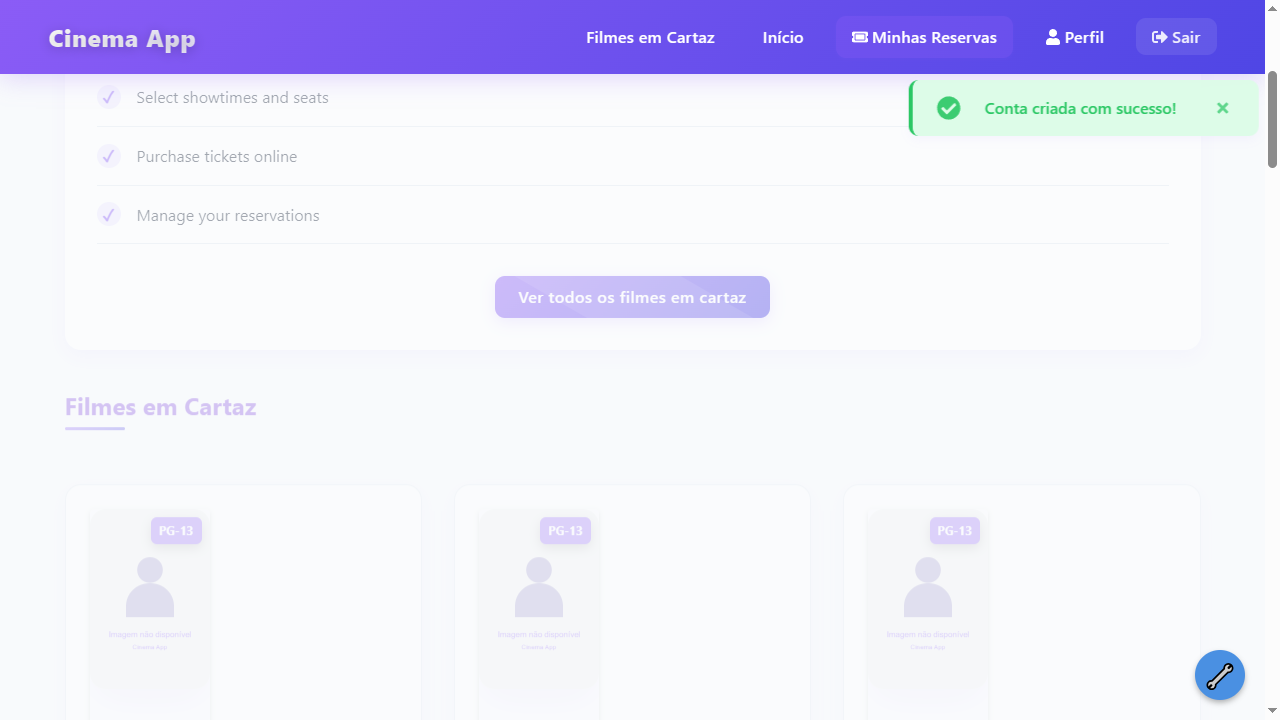 Cinema App
Filmes em Cartaz
Início
Minhas Reservas
Perfil
Sair
Select showtimes and seats
Conta criada com sucesso!
Purchase tickets online
Manage your reservations
Ver todos os filmes em cartaz
Filmes em Cartaz
PG-13
Imagem não disponível
Cinema App
PG-13
Imagem não disponível
Cinema App
PG-13
Imagem não disponível
Cinema App